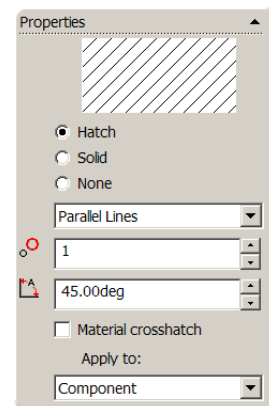 Properties
Hatch
Solid
None
Parallel Lines
1
A
45.00deg
Material crosshatch
Apply to:
Component